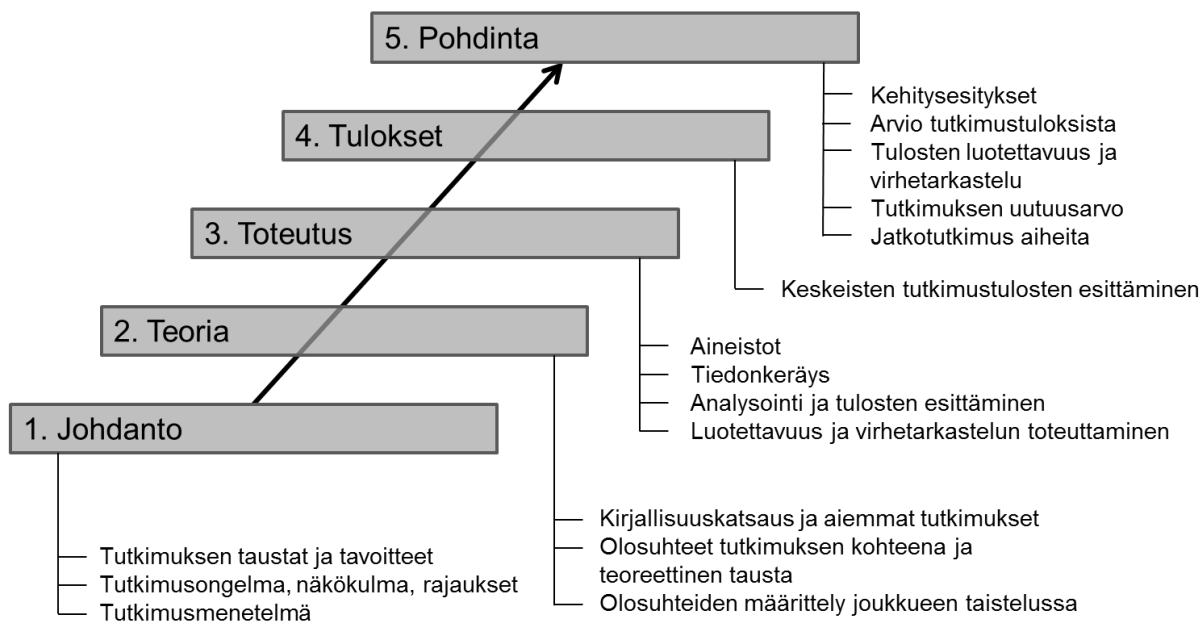 5. Pohdinta
Kehitysesitykset
Arvio tutkimustuloksista
Tulosten luotettavuus ja
virhetarkastelu
Tutkimuksen uutuusarvo
Jatkotutkimus aiheita
4. Tulokset
Keskeisten tutkimustulosten esittäminen
3. Toteutus
Aineistot
Tiedonkeräys
Analysointi ja tulosten esittäminen
Luotettavuus ja virhetarkastelun toteuttaminen
2. Teoria
Kirjallisuuskatsaus ja aiemmat tutkimukset
Olosuhteet tutkimuksen kohteena ja
teoreettinen tausta
Olosuhteiden määrittely joukkueen taistelussa
1. Johdanto
Tutkimuksen taustat ja tavoitteet
Tutkimusongelma, näkökulma, rajaukset
Tutkimusmenetelmä